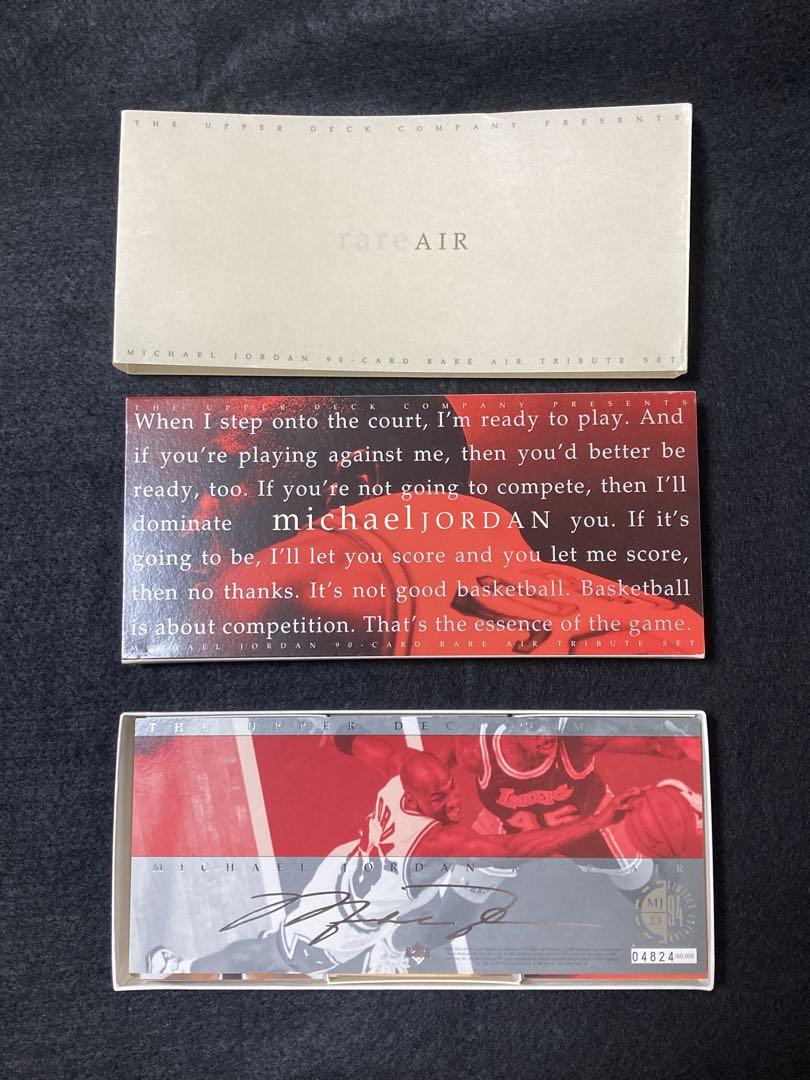 THE UPPER DECK COMPANY PRESENTS
rare AIR
MICHAEL JORDAN 90-CARD RARE AIR TRIBUTE SET
THE UPPER DECK COMPANY PRESENTS
When I step onto the court, I'm ready to play. And
if you're playing against me, then you'd better be
ready, too. If you're not going to compete, then I'll
dominate michael JORDAN you. If it's
going to be, I'll let you score and you let me score,
then no thanks. It's not good basketball. Basketball
is about competition. That's the essence of the game.
MICHAEL JORDAN 90-CARD RARE AIR TRIBUTE SET
THE UPPER DECK
MICHAEL JORDAN AIR
MJ
23
94
LIMITED EDITION
04824/60,000